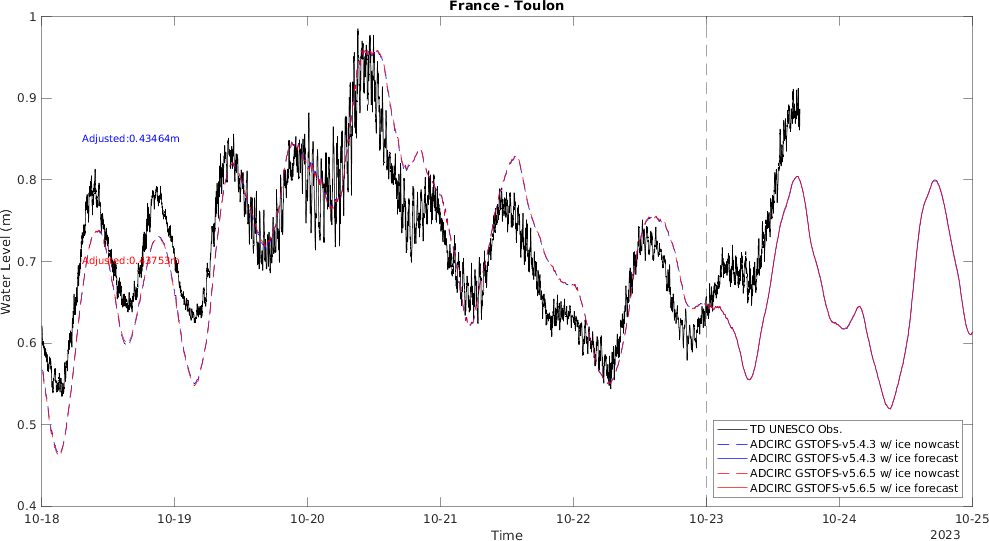 France - Toulon
Water Level (m)
1
0.9
0.8
0.7
0.6
0.5
0.4
Adjusted:0.43464m
Adjusted:0.43753m
TD UNESCO Obs.
ADCIRC GSTOFS-v5.4.3 w/ ice nowcast
ADCIRC GSTOFS-v5.4.3 w/ ice forecast
ADCIRC GSTOFS-v5.6.5 w/ ice nowcast
ADCIRC GSTOFS-v5.6.5 w/ ice forecast
10-18 10-19 10-20 10-21 10-22 10-23 10-24 10-25
Time
2023